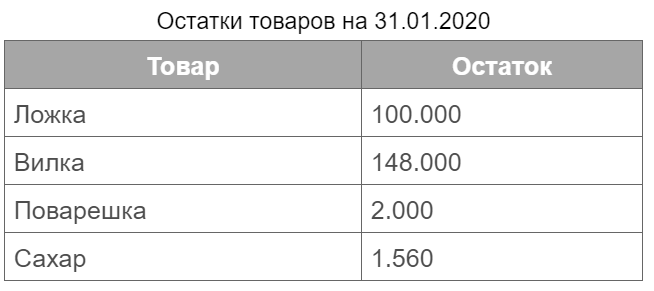 Остатки товаров на 31.01.2020
Товар Остаток
Ложка 100.000
Вилка 148.000
Поварешка 2.000
Сахар 1.560